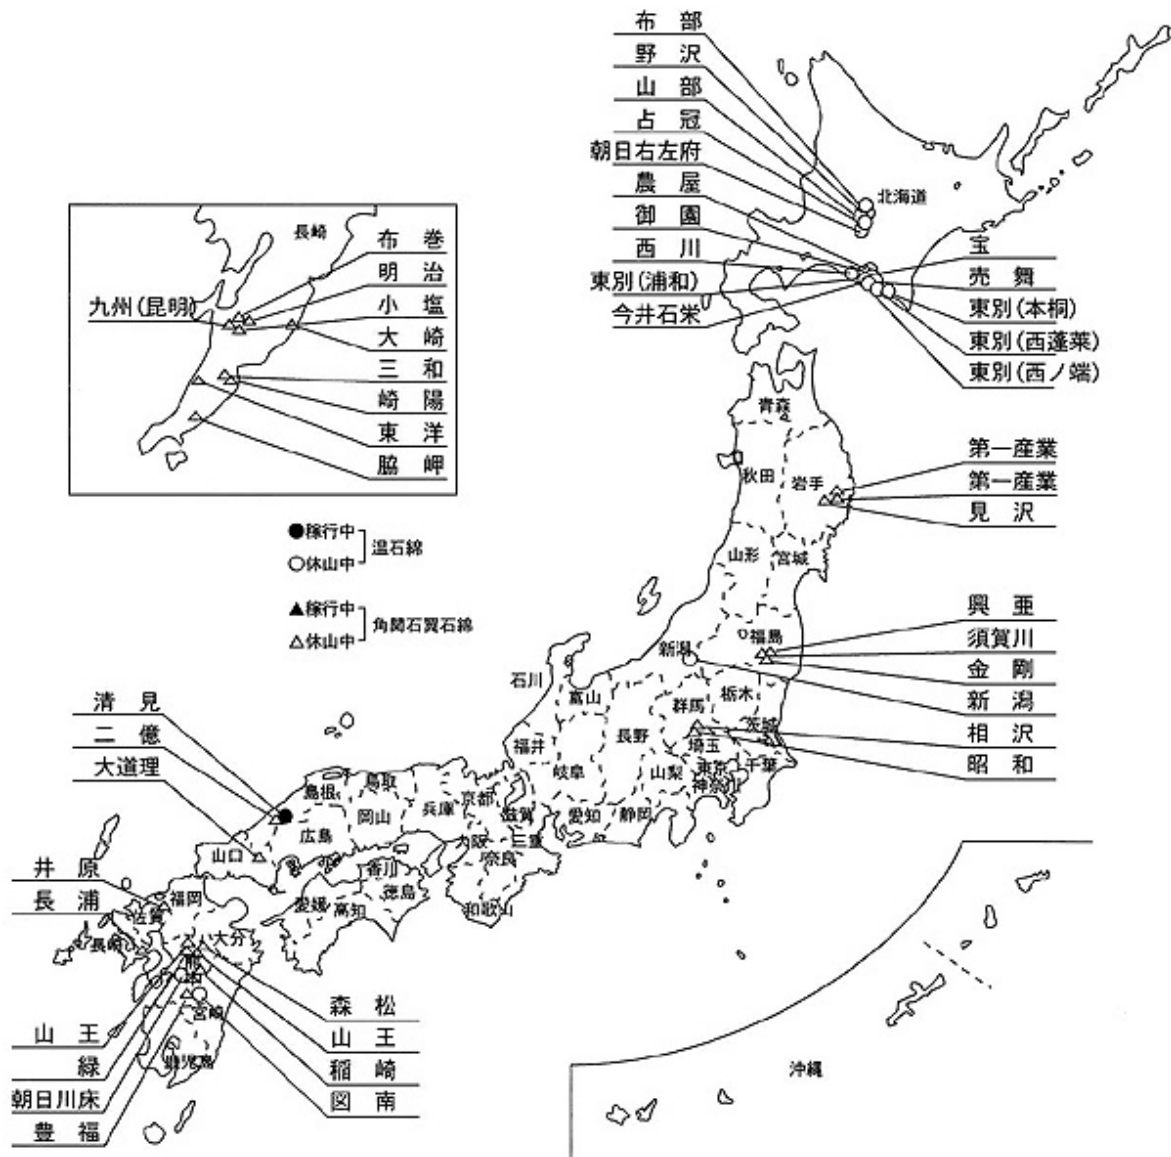 布部
野沢
山部
占冠
朝日右左府
農屋
御園
西川
東別(浦和)
今井石栄
北海道
宝
売舞
東別(本桐)
東別(西蓬莱)
東別(西ノ端)
長崎
布巻
明治
九州(昆明)
小塩
大崎
三和
崎陽
東洋
脇岬
●稼行中
○休山中
温石綿
▲稼行中
△休山中
角閃石質石綿
青森
秋田
岩手
第一産業
第一産業
見沢
山形
宮城
福島
新潟
興亜
須賀川
金剛
新潟
相沢
昭和
石川
富山
群馬
栃木
茨城
福井
長野
埼玉
岐阜
山梨
東京
千葉
神奈川
愛知
静岡
清見
二億
大道理
島根
鳥取
兵庫
京都
滋賀
岡山
広島
山口
大阪
三重
奈良
香川
徳島
愛媛
高知
和歌山
井原
長浦
福岡
佐賀
長崎
大分
熊本
宮崎
鹿児島
森松
山王
稲崎
図南
山王
緑
朝日川床
豊福
沖縄